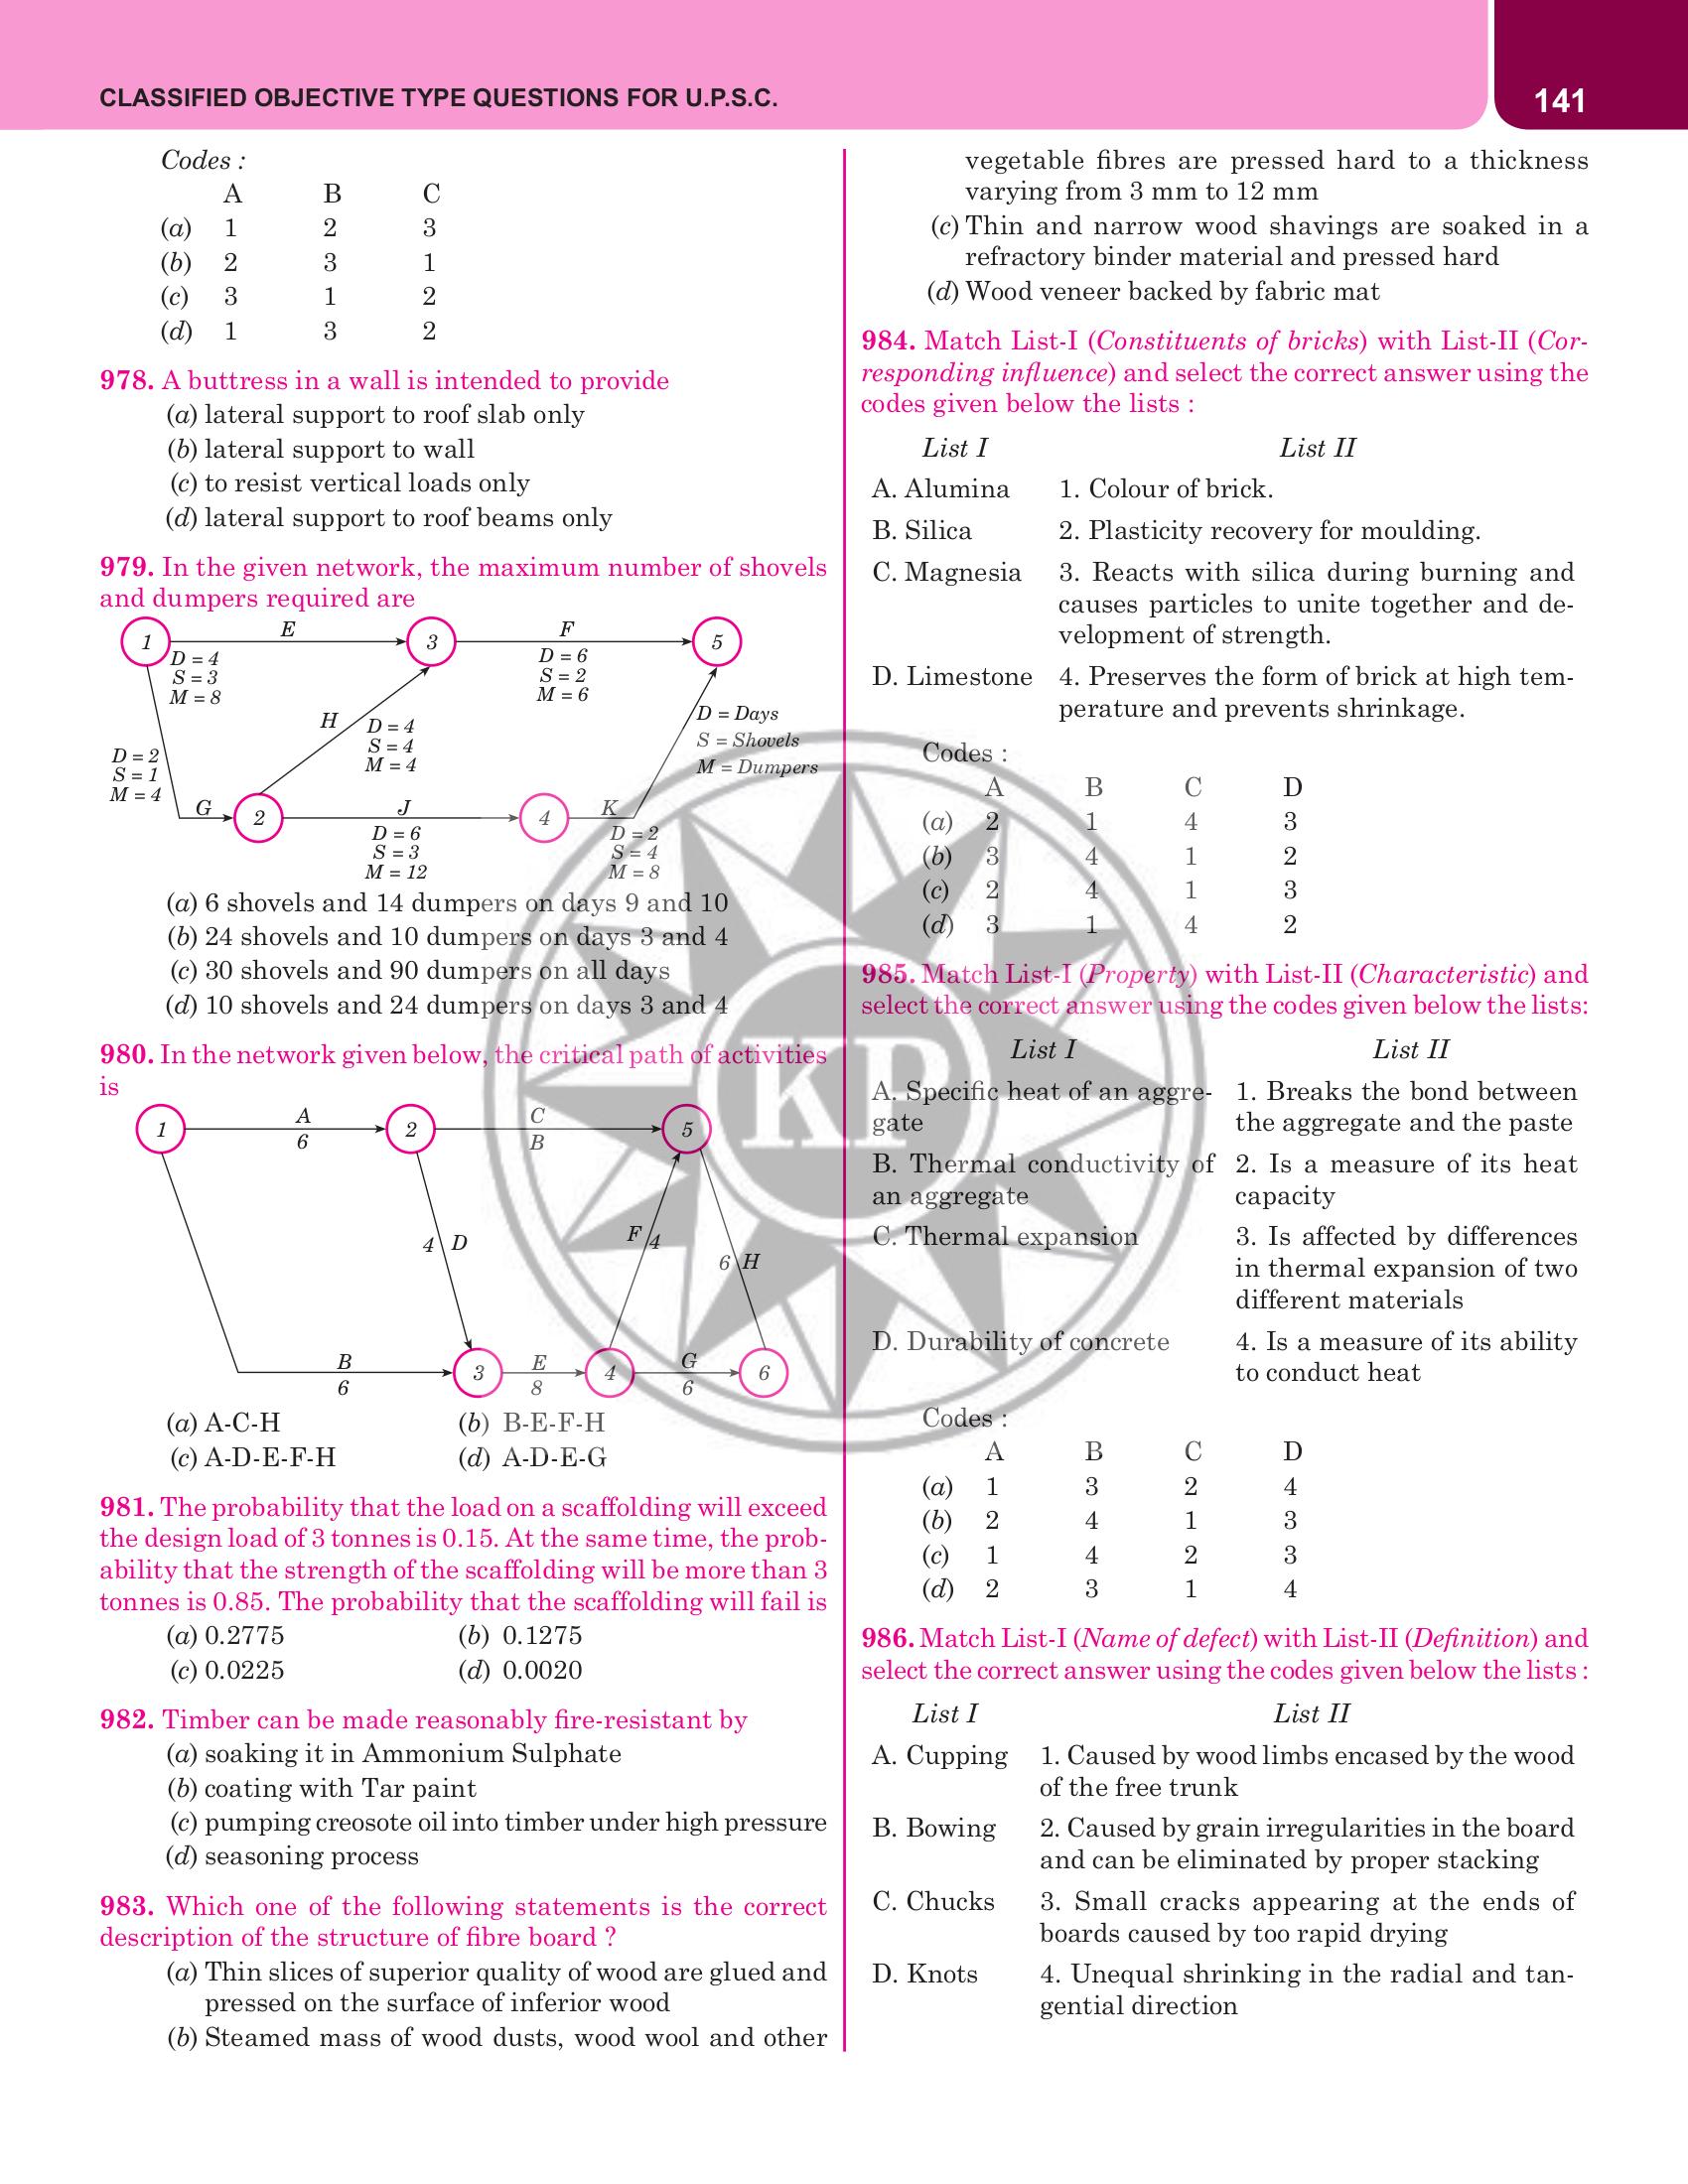 CLASSIFIED OBJECTIVE TYPE QUESTIONS FOR U.P.S.C.
141
Codes :
A B C
(a) 1 2 3
(b) 2 3 1
(c) 3 1 2
(d) 1 3 2
978. A buttress in a wall is intended to provide
(a) lateral support to roof slab only
(b) lateral support to wall
(c) to resist vertical loads only
(d) lateral support to roof beams only
979. In the given network, the maximum number of shovels
and dumpers required are
1
E
3
F
5
D = 4
S = 3
M = 8
D = 6
S = 2
M = 6
H
D = 4
S = 4
M = 4
D = Days
S = Shovels
M = Dumpers
D = 2
S = 1
M = 4
G
2
J
4
K
D = 6
S = 3
M = 12
D = 2
S = 4
M = 8
(a) 6 shovels and 14 dumpers on days 9 and 10
(b) 24 shovels and 10 dumpers on days 3 and 4
(c) 30 shovels and 90 dumpers on all days
(d) 10 shovels and 24 dumpers on days 3 and 4
980. In the network given below, the critical path of activities
is
1
A
6
2
C
B
5
4 D
F 4
6 H
B
6
3
E
8
4
G
6
6
(a) A-C-H (b) B-E-F-H
(c) A-D-E-F-H (d) A-D-E-G
981. The probability that the load on a scaffolding will exceed
the design load of 3 tonnes is 0.15. At the same time, the prob-
ability that the strength of the scaffolding will be more than 3
tonnes is 0.85. The probability that the scaffolding will fail is
(a) 0.2775 (b) 0.1275
(c) 0.0225 (d) 0.0020
982. Timber can be made reasonably fire-resistant by
(a) soaking it in Ammonium Sulphate
(b) coating with Tar paint
(c) pumping creosote oil into timber under high pressure
(d) seasoning process
983. Which one of the following statements is the correct
description of the structure of fibre board ?
(a) Thin slices of superior quality of wood are glued and
pressed on the surface of inferior wood
(b) Steamed mass of wood dusts, wood wool and other
vegetable fibres are pressed hard to a thickness
varying from 3 mm to 12 mm
(c) Thin and narrow wood shavings are soaked in a
refractory binder material and pressed hard
(d) Wood veneer backed by fabric mat
984. Match List-I (Constituents of bricks) with List-II (Cor-
responding influence) and select the correct answer using the
codes given below the lists :
List I List II
A. Alumina 1. Colour of brick.
B. Silica 2. Plasticity recovery for moulding.
C. Magnesia 3. Reacts with silica during burning and
causes particles to unite together and de-
velopment of strength.
D. Limestone 4. Preserves the form of brick at high tem-
perature and prevents shrinkage.
Codes :
A B C D
(a) 2 1 4 3
(b) 3 4 1 2
(c) 2 4 1 3
(d) 3 1 4 2
985. Match List-I (Property) with List-II (Characteristic) and
select the correct answer using the codes given below the lists:
List I List II
A. Specific heat of an aggre- 1. Breaks the bond between
gate the aggregate and the paste
B. Thermal conductivity of 2. Is a measure of its heat
an aggregate capacity
C. Thermal expansion 3. Is affected by differences
in thermal expansion of two
different materials
D. Durability of concrete 4. Is a measure of its ability
to conduct heat
Codes :
A B C D
(a) 1 3 2 4
(b) 2 4 1 3
(c) 1 4 2 3
(d) 2 3 1 4
986. Match List-I (Name of defect) with List-II (Definition) and
select the correct answer using the codes given below the lists :
List I List II
A. Cupping 1. Caused by wood limbs encased by the wood
of the free trunk
B. Bowing 2. Caused by grain irregularities in the board
and can be eliminated by proper stacking
C. Chucks 3. Small cracks appearing at the ends of
boards caused by too rapid drying
D. Knots 4. Unequal shrinking in the radial and tan-
gential direction
KP